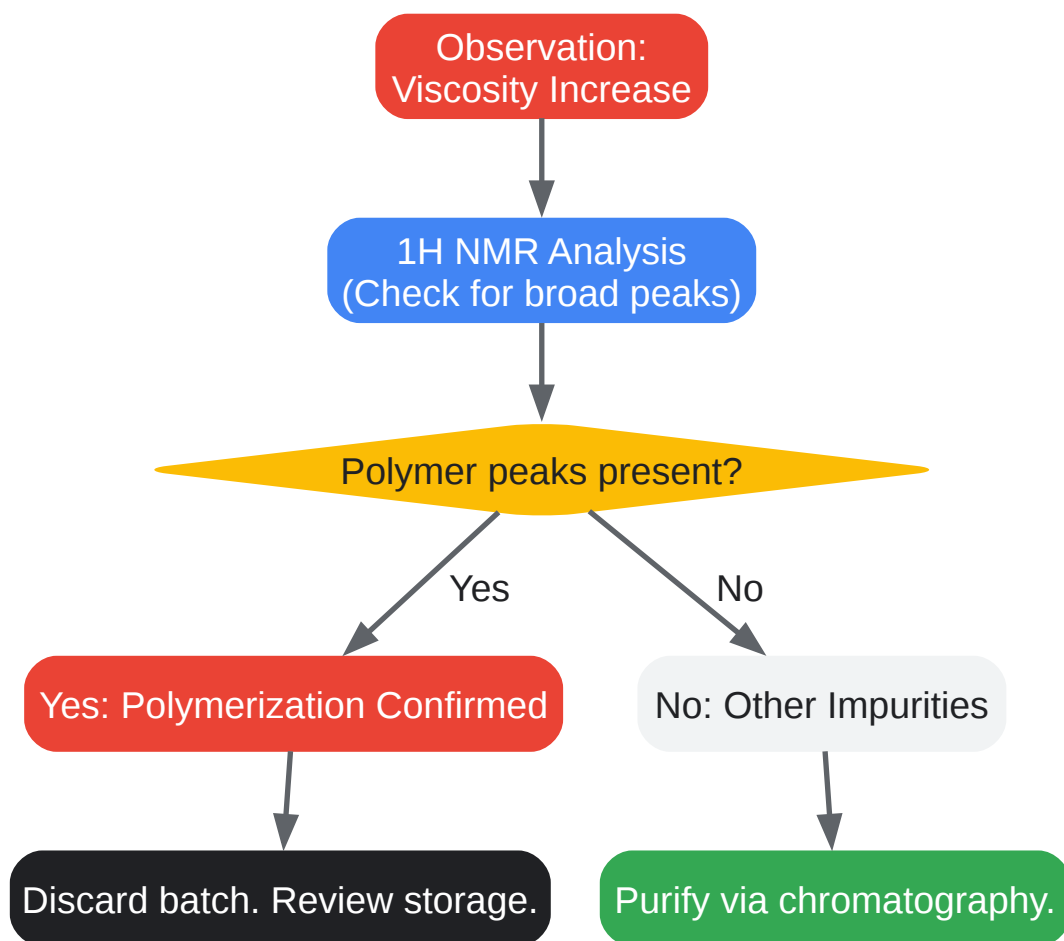 Observation:
Viscosity Increase
1H NMR Analysis
(Check for broad peaks)
Polymer peaks present?
Yes
No
Yes: Polymerization Confirmed
No: Other Impurities
Discard batch. Review storage.
Purify via chromatography.